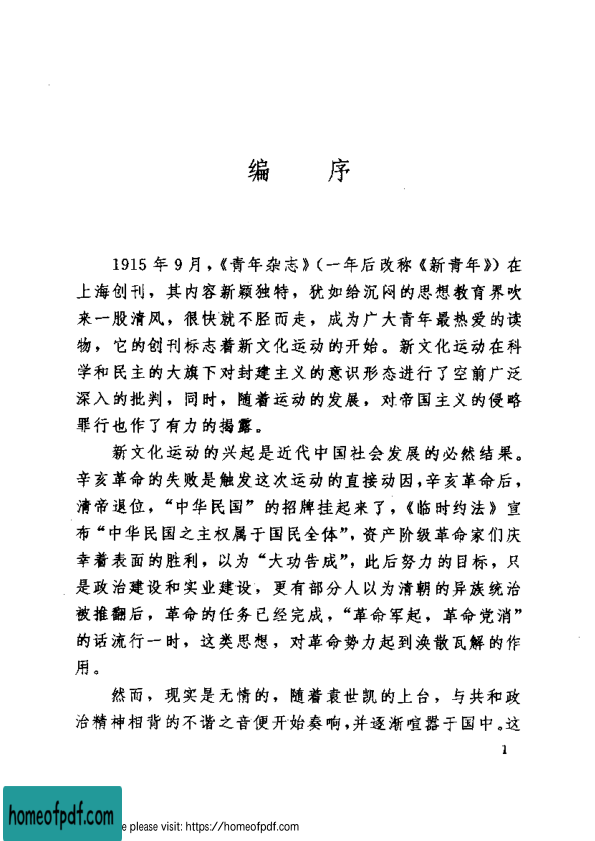 编 序
1915年9月，《青年杂志》（一年后改称《新青年》）在
上海创刊，其内容新颖独特，犹如给沉闷的思想教育界吹
来一股清风，很快就不胫而走，成为广大青年最热爱的读
物，它的创刊标志着新文化运动的开始。新文化运动在科
学和民主的大旗下对封建主义的意识形态进行了空前广泛
深入的批判，同时，随着运动的发展，对帝国主义的侵略
罪行也作了有力的揭露。
新文化运动的兴起是近代中国社会发展的必然结果。
辛亥革命的失败是触发这次运动的直接动因，辛亥革命后，
清帝退位，“中华民国”的招牌挂起来了，《临时约法》宣
布“中华民国之主权属于国民全体”，资产阶级革命家们庆
幸着表面的胜利，以为“大功告成”，此后努力的目标，只
是政治建设和实业建设，更有部分人以为清朝的异族统治
被推翻后，革命的任务已经完成，“革命军起，革命党消”
的话流行一时，这类思想，对革命势力起到涣散瓦解的作
用。
然而，现实是无情的，随着袁世凯的上台，与共和政
治精神相背的不谐之音便开始奏响，并逐渐喧嚣于国中。这
1
homeofpdf.com
e please visit: https://homeofpdf.com